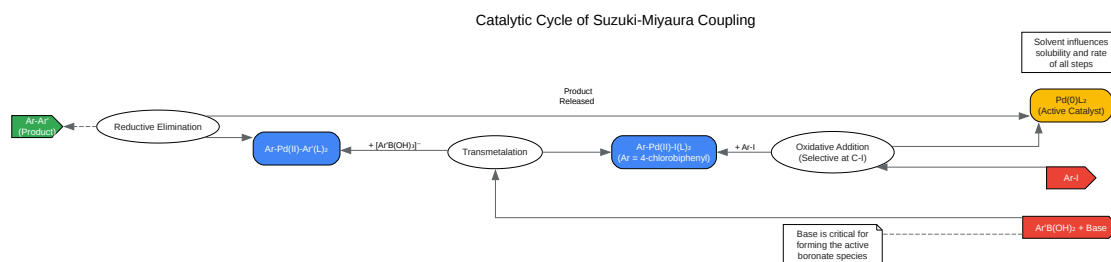 Catalytic Cycle of Suzuki-Miyaura Coupling
Solvent influences
solubility and rate
of all steps
Product
Released
Pd(0)L₂
(Active Catalyst)
Ar-Ar'
(Product)
Reductive Elimination
Ar-Pd(II)-Ar'(L)₂
+ [Ar'B(OH)₃]⁻
Transmetalation
Ar-Pd(II)-I(L)₂
(Ar = 4-chlorobiphenyl)
+ Ar-I
Oxidative Addition
(Selective at C-I)
Ar-I
Ar'B(OH)₂ + Base
Base is critical for
forming the active
boronate species